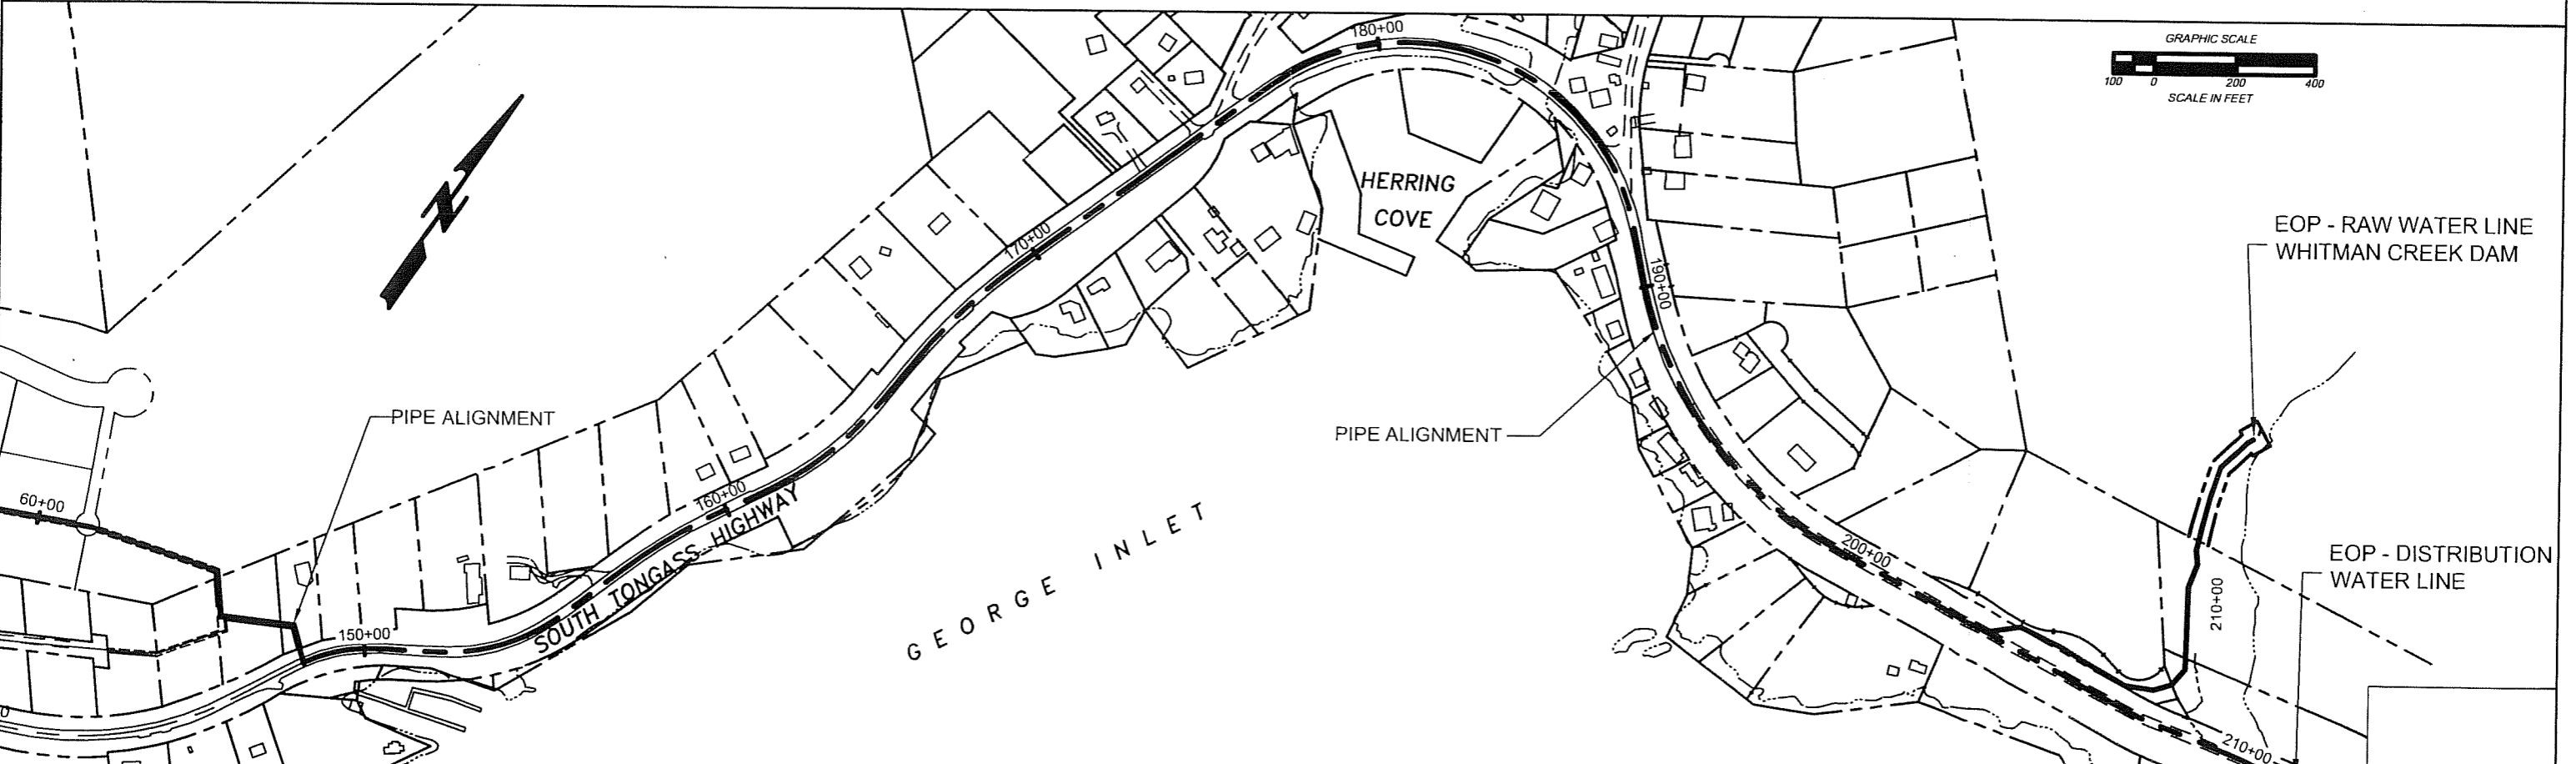 180+00
GRAPHIC SCALE
100 0 200 400
SCALE IN FEET
N
HERRING
COVE
170+00
190+00
EOP - RAW WATER LINE
WHITMAN CREEK DAM
PIPE ALIGNMENT
PIPE ALIGNMENT
60+00
160+00
SOUTH TONGASS HIGHWAY
GEORGE INLET
200+00
EOP - DISTRIBUTION
WATER LINE
210+00
150+00
0
210+00